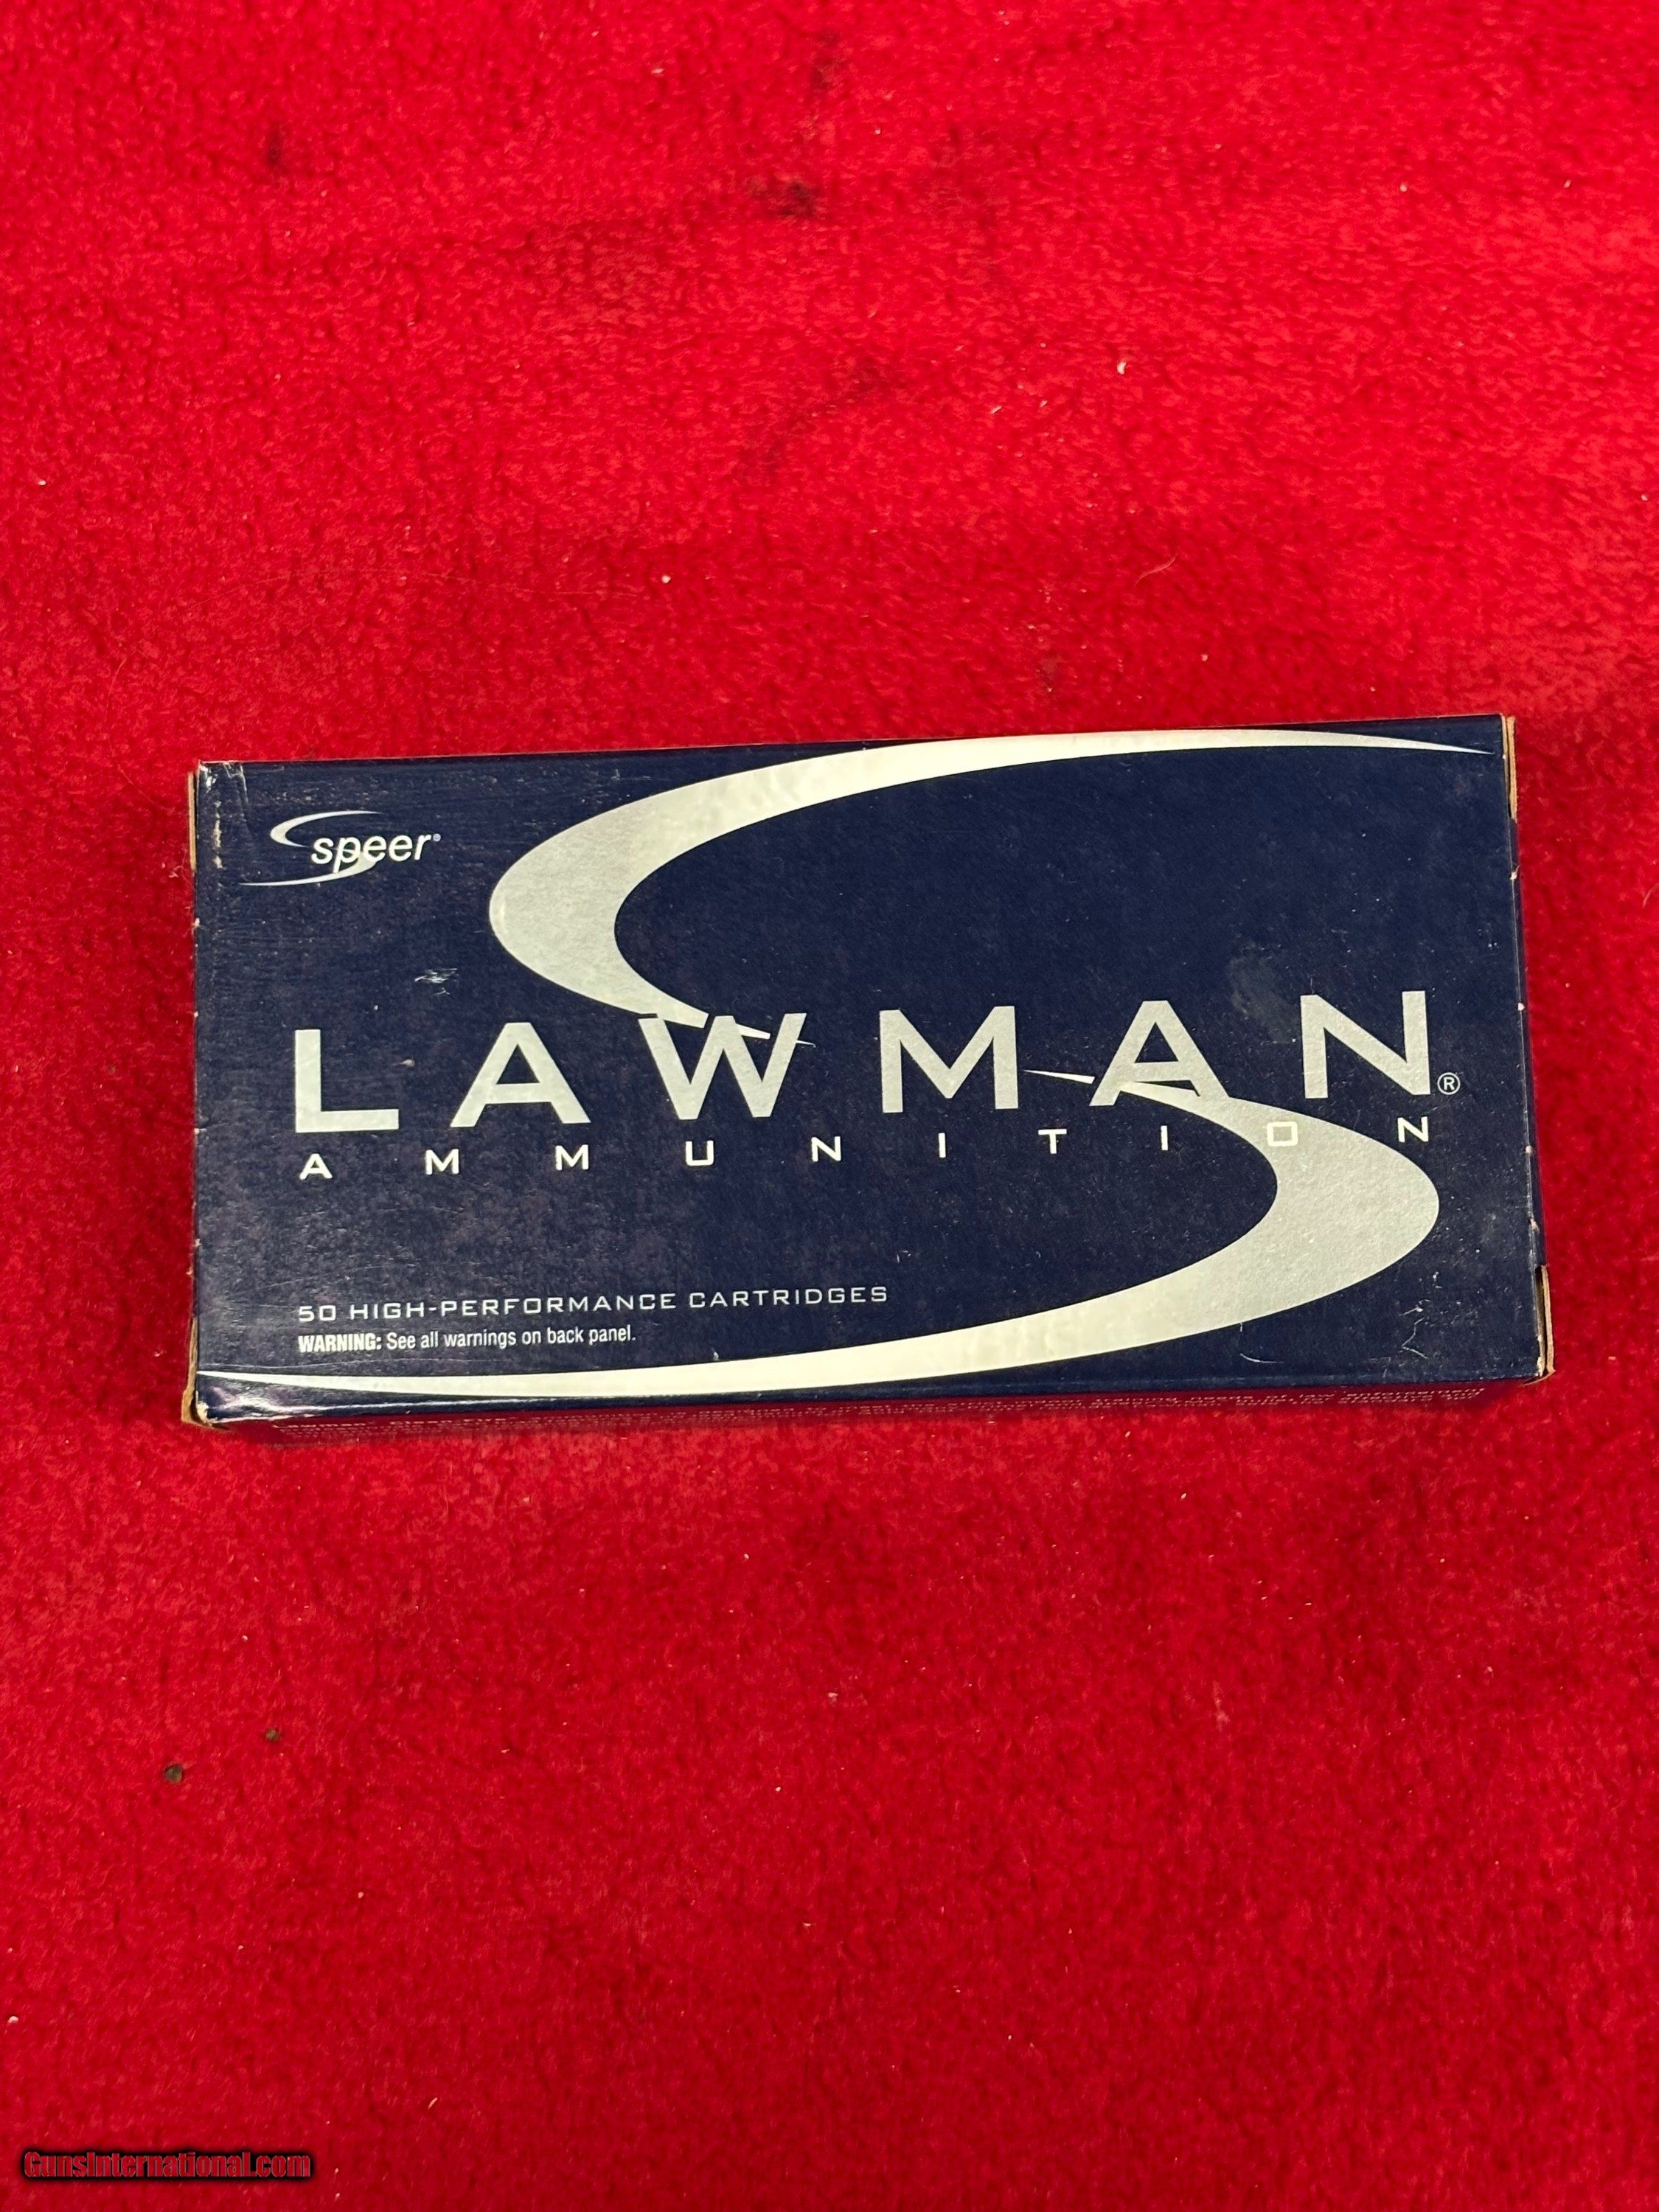 speer®
LAWMAN®
AMMUNITION
50 HIGH-PERFORMANCE CARTRIDGES
WARNING: See all warnings on back panel.
GunsInternational.com